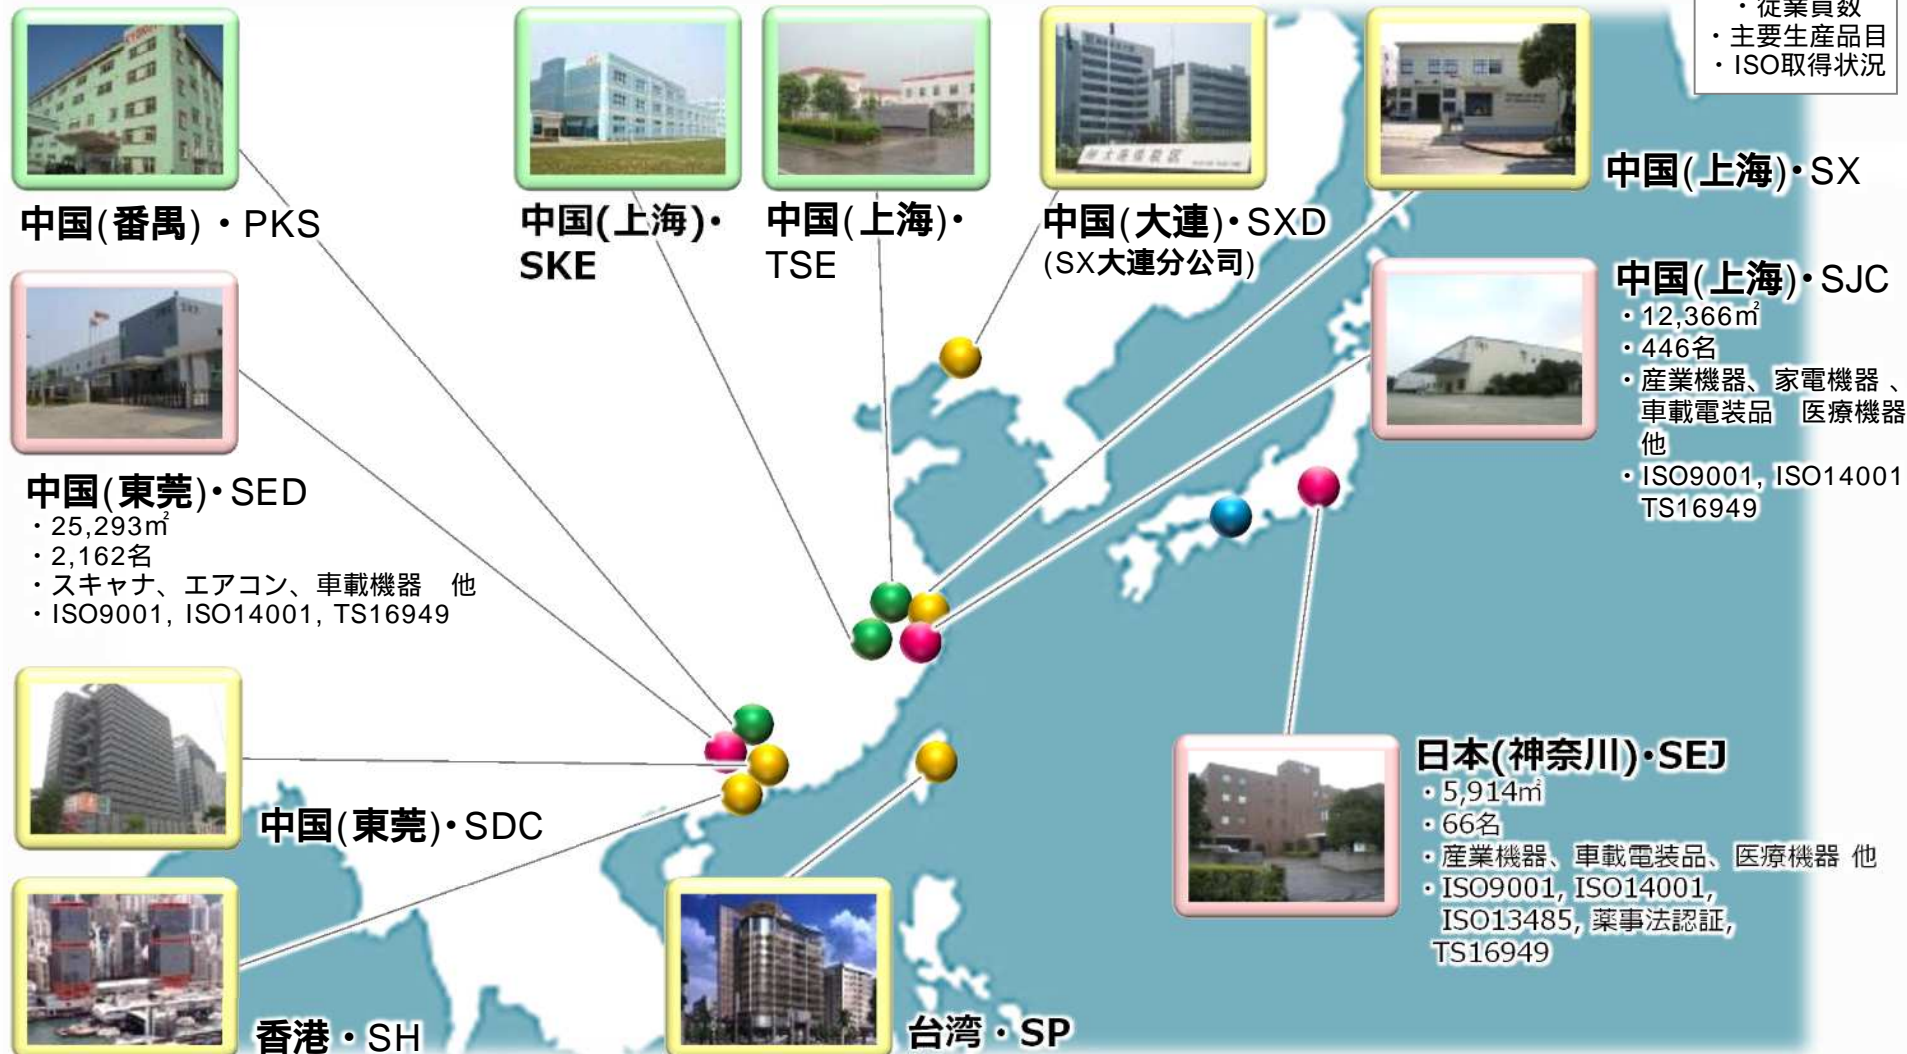 ・従業員数
・主要生産品目
・ISO取得状況
中国(番禺)・PKS
中国(上海)・
SKE
中国(上海)・
TSE
中国(大連)・SXD
(SX大連分公司)
中国(上海)・SX
中国(上海)・SJC
・12,366㎡
・446名
・産業機器、家電機器、
車載電装品　医療機器
他
・ISO9001, ISO14001
TS16949
中国(東莞)・SED
・25,293㎡
・2,162名
・スキャナ、エアコン、車載機器　他
・ISO9001, ISO14001, TS16949
中国(東莞)・SDC
日本(神奈川)・SEJ
・5,914㎡
・66名
・産業機器、車載電装品、医療機器 他
・ISO9001, ISO14001,
ISO13485, 薬事法認証,
TS16949
香港・SH
台湾・SP